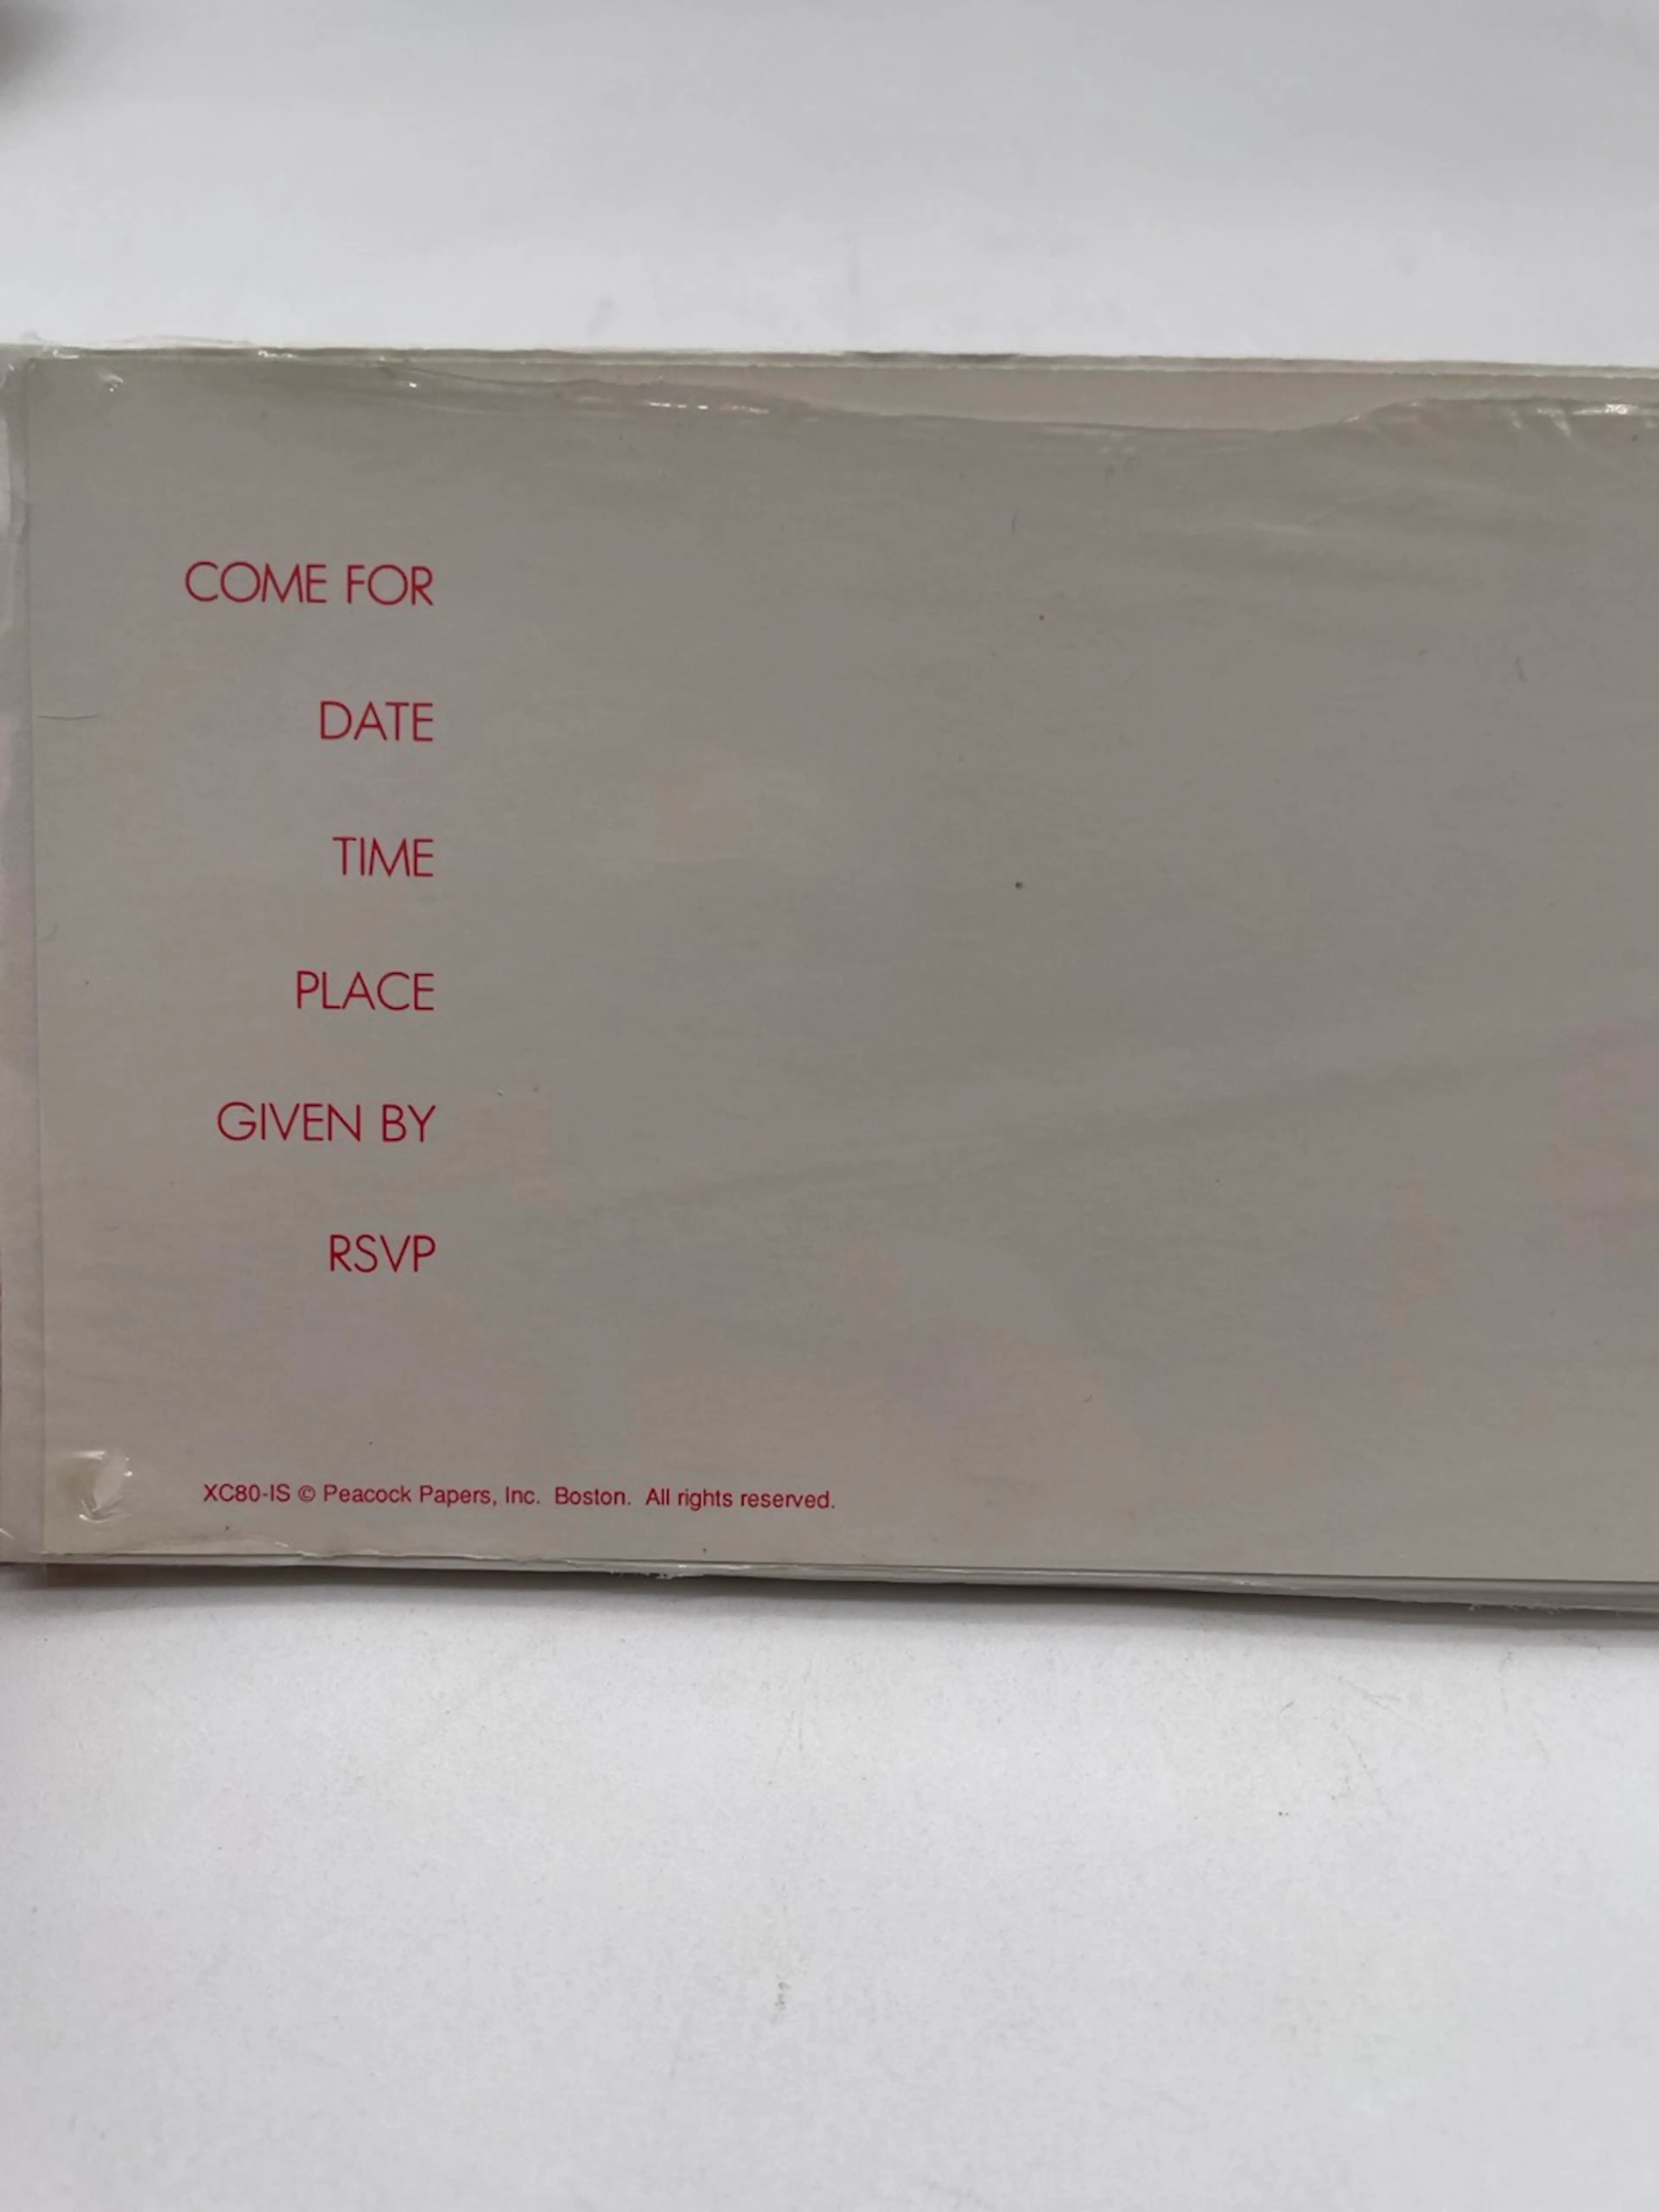 COME FOR
DATE
TIME
PLACE
GIVEN BY
RSVP
XC80-IS © Peacock Papers, Inc. Boston. All rights reserved.